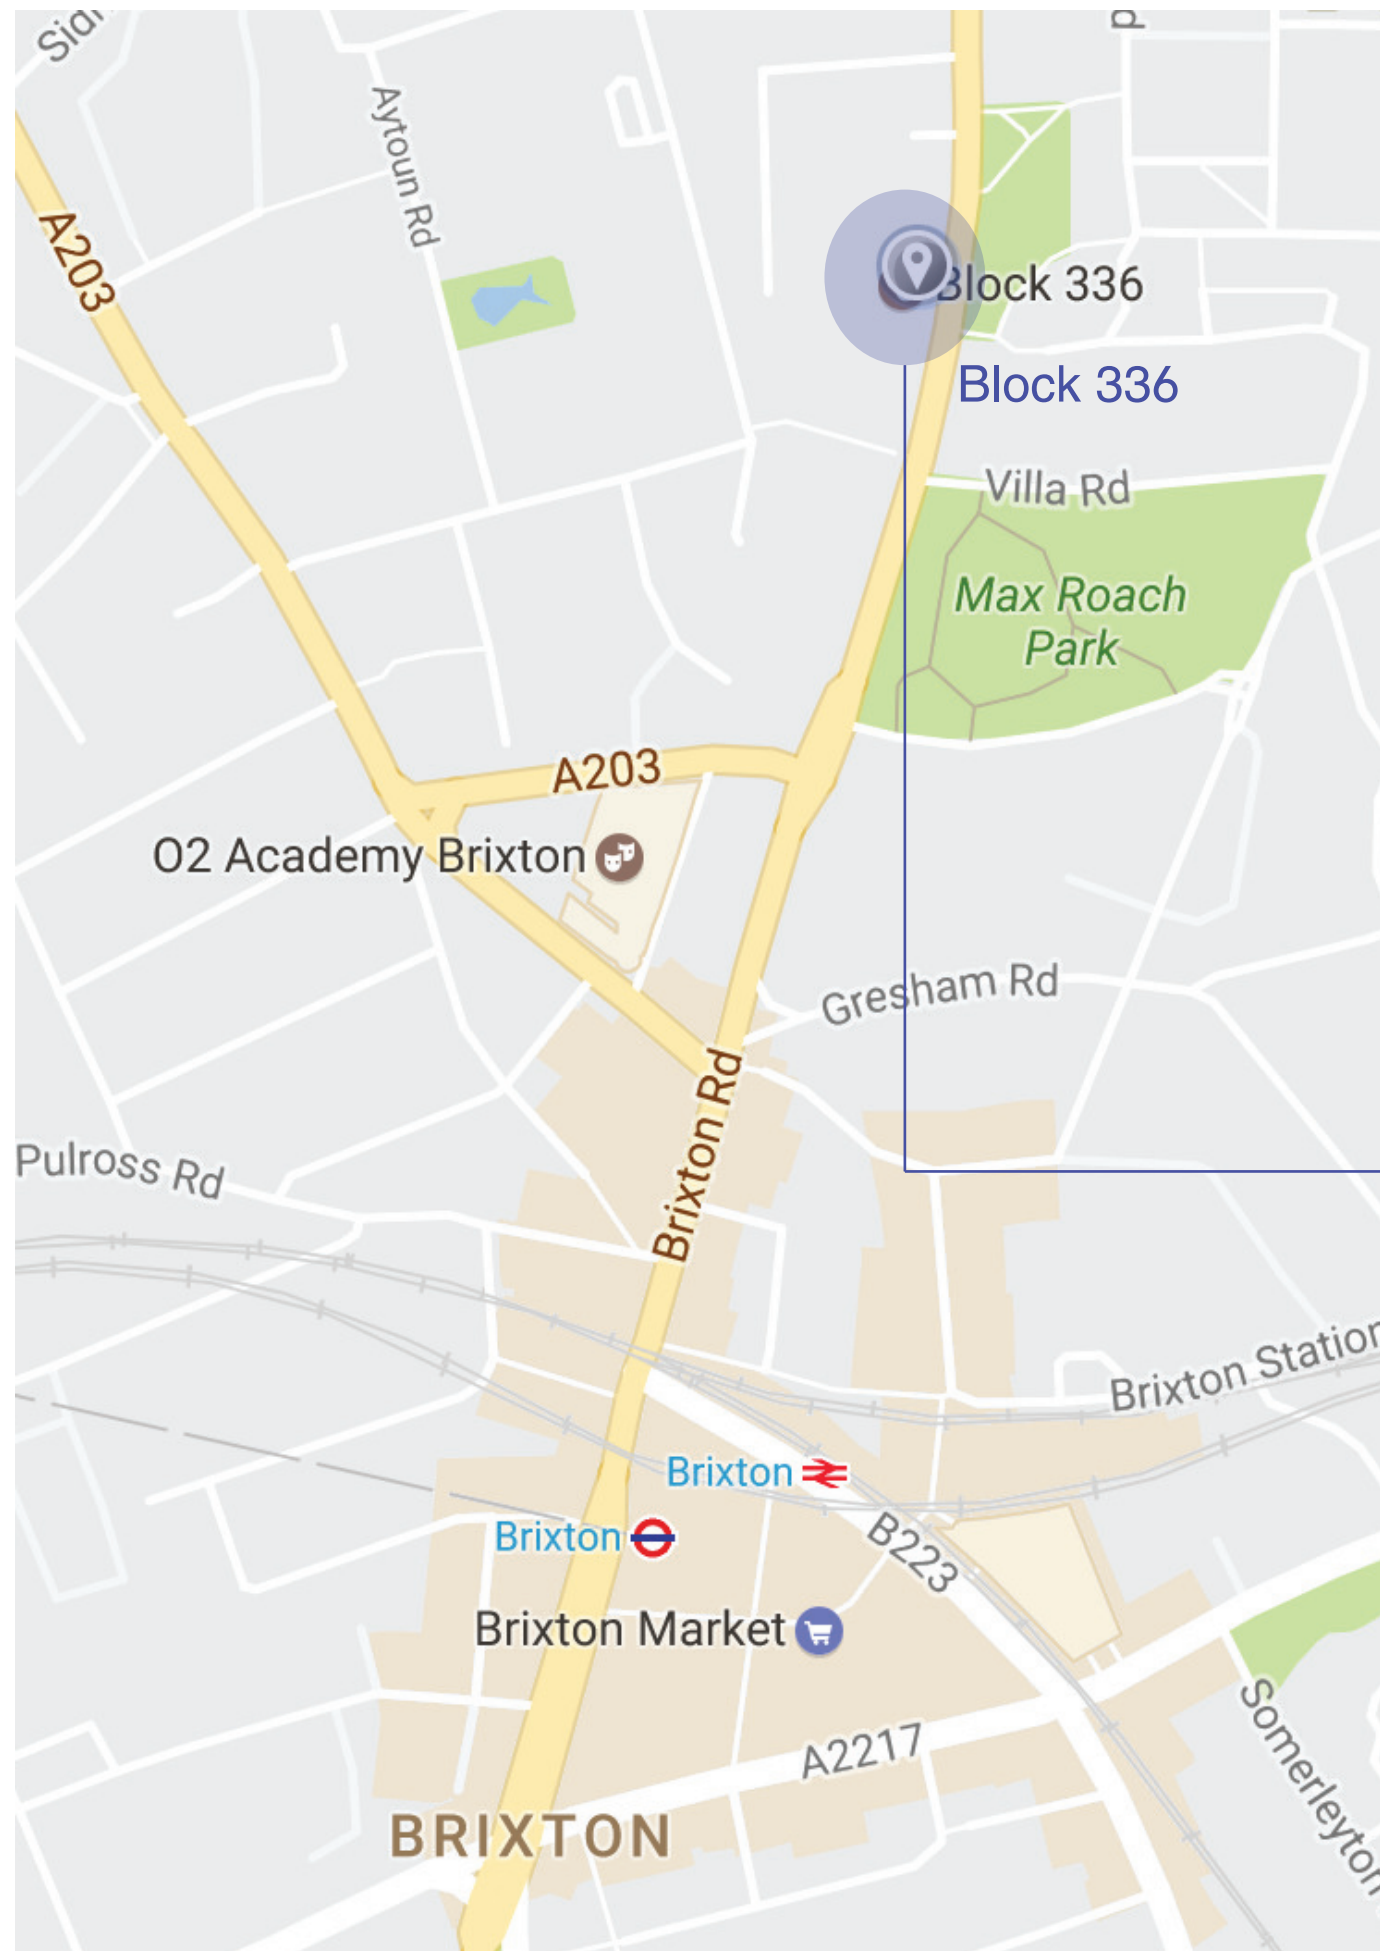 Aytoun Rd
A203
Block 336
Block 336
Villa Rd
Max Roach
Park
A203
O2 Academy Brixton
Gresham Rd
Brixton Rd
Pulross Rd
Brixton Station
Brixton
Brixton
B223
Brixton Market
A2217
Somerleyton
BRIXTON